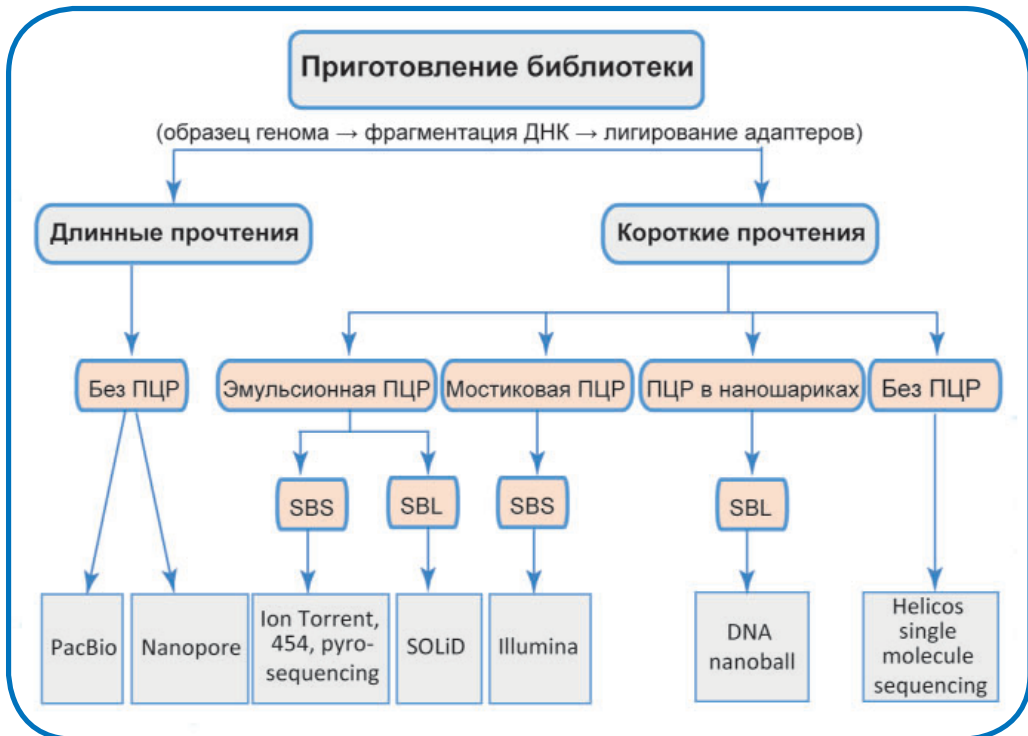 Приготовление библиотеки
(образец генома → фрагментация ДНК → лигирование адаптеров)
Длинные прочтения
Короткие прочтения
Без ПЦР
Эмульсионная ПЦР
Мостиковая ПЦР
ПЦР в наношариках
Без ПЦР
SBS
SBL
SBS
SBL
PacBio
Nanopore
Ion Torrent,
454, pyro-
sequencing
SOLiD
Illumina
DNA
nanoball
Helicos
single
molecule
sequencing